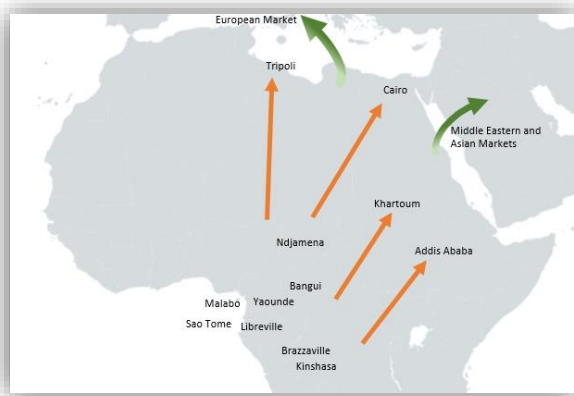 European Market
Tripoli
Cairo
Middle Eastern and
Asian Markets
Khartoum
Ndjamena
Addis Ababa
Bangui
Malabo
Yaounde
Sao Tome
Libreville
Brazzaville
Kinshasa